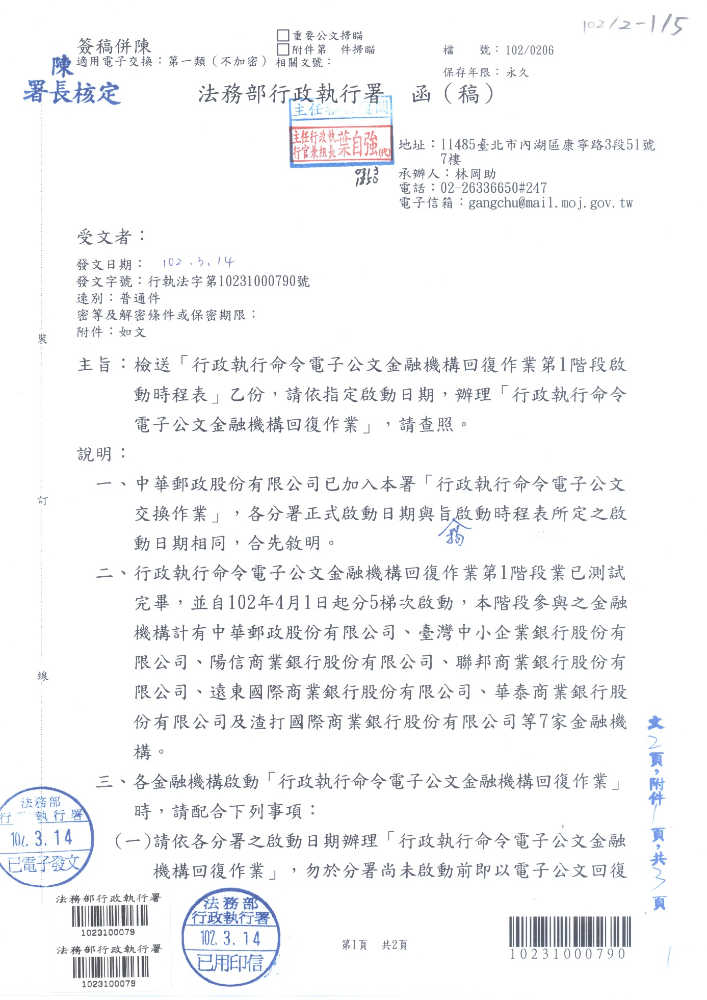 102/2-1/5
簽稿併陳
□重要公文掃瞄
□附件第　件掃瞄
適用電子交換：第一類（不加密）相關文號：
檔　　號：102/0206
保存年限：永久
陳
署長核定
法務部行政執行署　函（稿）
主任
主任行政執
行官兼組長葉自強(代)
0313
1850
地址：11485臺北市內湖區康寧路3段51號
7樓
承辦人：林岡助
電話：02-26336650#247
電子信箱：gangchu@mail.moj.gov.tw
受文者：
發文日期：102.3.14
發文字號：行執法字第10231000790號
速別：普通件
密等及解密條件或保密期限：
附件：如文
主旨：檢送「行政執行命令電子公文金融機構回復作業第1階段啟
動時程表」乙份，請依指定啟動日期，辦理「行政執行命令
電子公文金融機構回復作業」，請查照。
說明：
一、中華郵政股份有限公司已加入本署「行政執行命令電子公文
交換作業」，各分署正式啟動日期與旨啟動時程表所定之啟
揭
動日期相同，合先敘明。
二、行政執行命令電子公文金融機構回復作業第1階段業已測試
完畢，並自102年4月1日起分5梯次啟動，本階段參與之金融
機構計有中華郵政股份有限公司、臺灣中小企業銀行股份有
限公司、陽信商業銀行股份有限公司、聯邦商業銀行股份有
限公司、遠東國際商業銀行股份有限公司、華泰商業銀行股
份有限公司及渣打國際商業銀行股份有限公司等7家金融機
構。
三、各金融機構啟動「行政執行命令電子公文金融機構回復作業」
時，請配合下列事項：
(一)請依各分署之啟動日期辦理「行政執行命令電子公文金融
機構回復作業」，勿於分署尚未啟動前即以電子公文回復
裝
訂
線
文2頁，附件1頁，共3頁
法務部
行政執行署
102.3.14
已電子發文
法務部行政執行署
1023100079
法務部行政執行署
1023100079
法務部
行政執行署
102.3.14
已用印信
第1頁　共2頁
10231000790
1